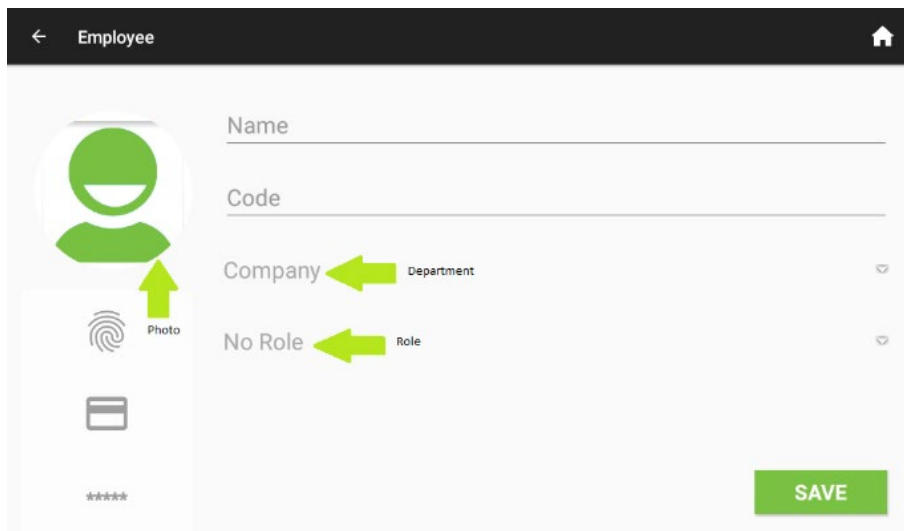 Employee
Name
Code
Company
Department
Photo
No Role
Role
*****
SAVE